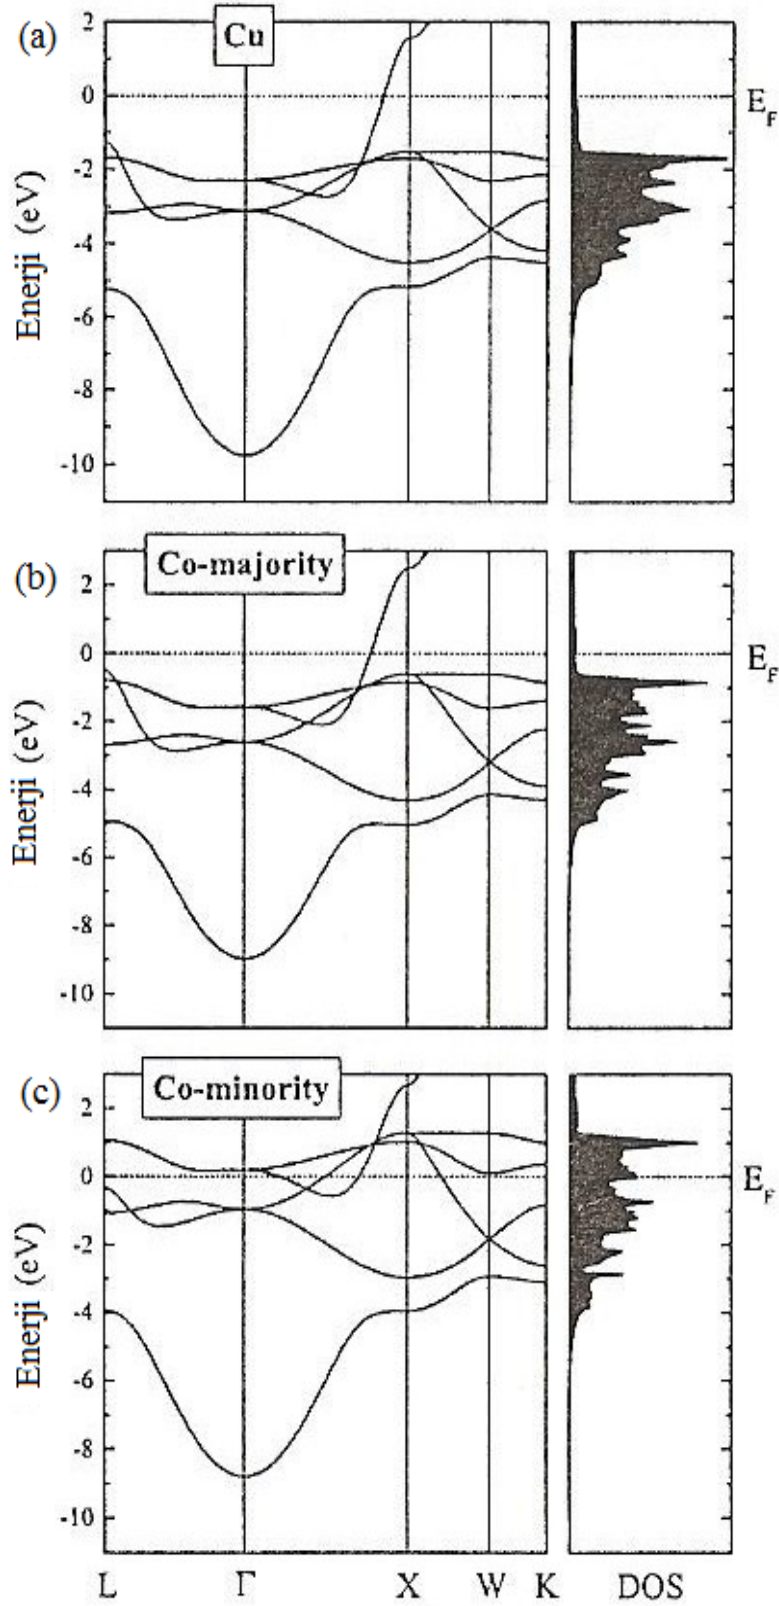 (a)
Cu
2
0
-2
-4
-6
-8
-10
Enerji (eV)
E_F
(b)
Co-majority
2
0
-2
-4
-6
-8
-10
Enerji (eV)
E_F
(c)
Co-minority
2
0
-2
-4
-6
-8
-10
Enerji (eV)
E_F
L Γ X W K DOS